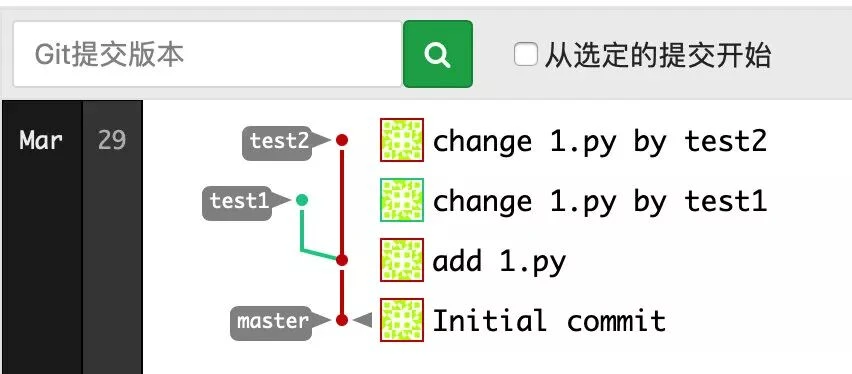 Git提交版本
从选定的提交开始
Mar 29 test2 change 1.py by test2
test1 change 1.py by test1
add 1.py
master Initial commit